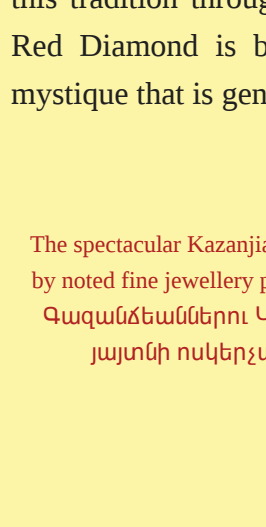 this tradition throug
Red Diamond is b
mystique that is gen
The spectacular Kazanjia
by noted fine jewellery p
Գազանճեաններու Կ
յայտնի ոսկերչա